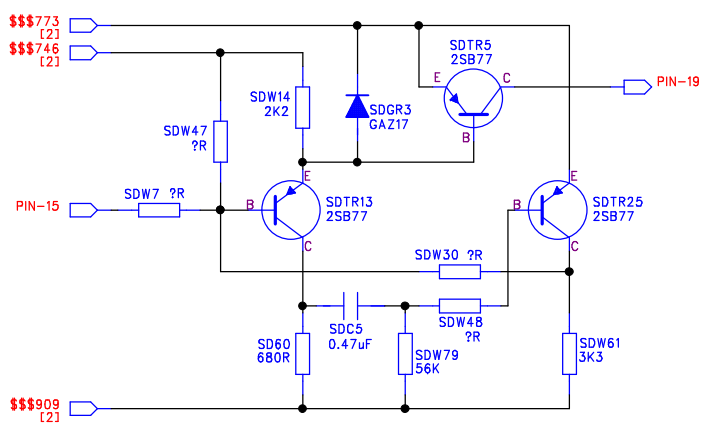 $$$773
[2]
$$$746
[2]
SDTR5
2SB77
E
C
B
PIN-19
SDW14
2K2
SDGR3
GAZ17
SDW47
?R
E
E
SDW7 ?R
PIN-15
B
SDTR13
2SB77
B
SDTR25
2SB77
C
C
SDW30 ?R
SDC5
0.47uF
SDW48
?R
SD60
680R
SDW79
56K
SDW61
3K3
$$$909
[2]